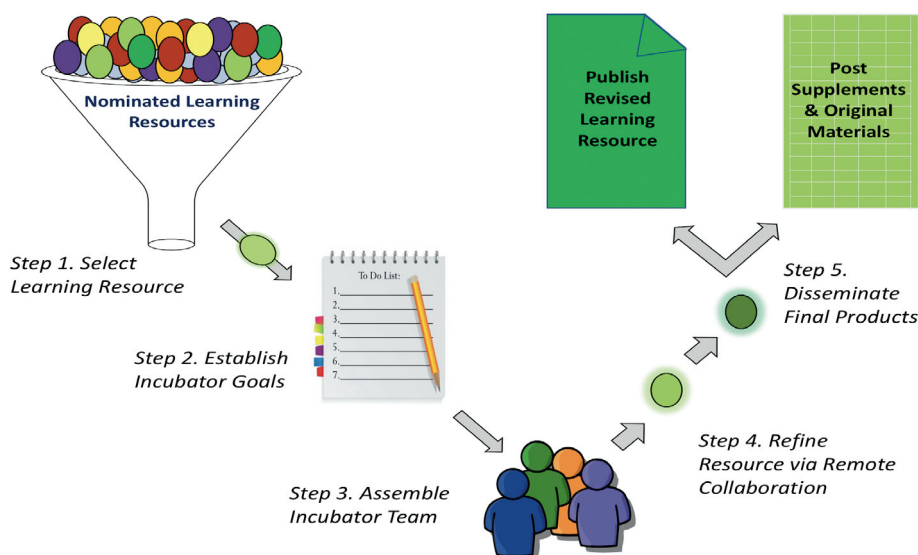 Nominated Learning
Resources
Publish
Revised
Learning
Resource
Post
Supplements
& Original
Materials
Step 1. Select
Learning Resource
To Do List:
1.
2.
3.
4.
5.
6.
7.
Step 2. Establish
Incubator Goals
Step 3. Assemble
Incubator Team
Step 4. Refine
Resource via Remote
Collaboration
Step 5.
Disseminate
Final Products